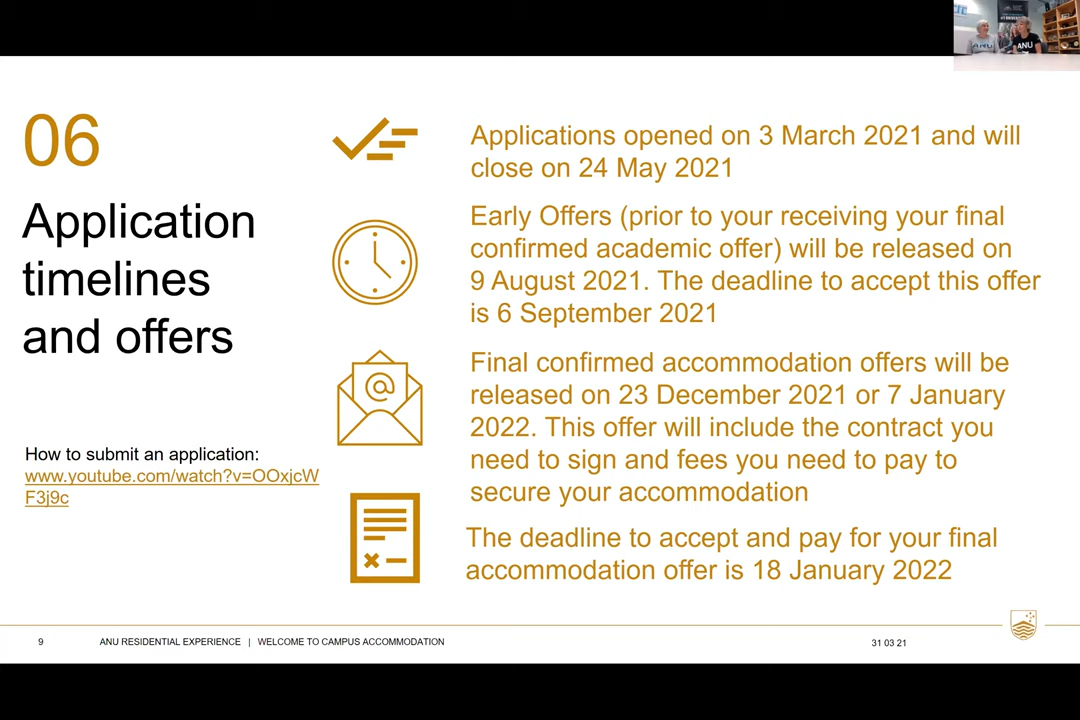 ANU
ANU
06
Application
timelines
and offers
How to submit an application:
www.youtube.com/watch?v=OOxjcW
F3j9c
Applications opened on 3 March 2021 and will
close on 24 May 2021
Early Offers (prior to your receiving your final
confirmed academic offer) will be released on
9 August 2021. The deadline to accept this offer
is 6 September 2021
@
Final confirmed accommodation offers will be
released on 23 December 2021 or 7 January
2022. This offer will include the contract you
need to sign and fees you need to pay to
secure your accommodation
The deadline to accept and pay for your final
accommodation offer is 18 January 2022
9 ANU RESIDENTIAL EXPERIENCE | WELCOME TO CAMPUS ACCOMMODATION 31 03 21